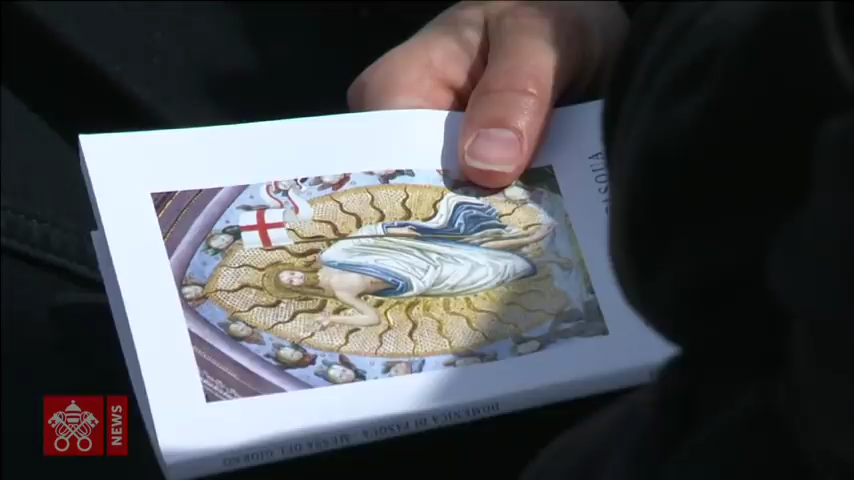 PASQUA
DOMENICA DI PASQUA - MESSA DEL GIORNO
NEWS